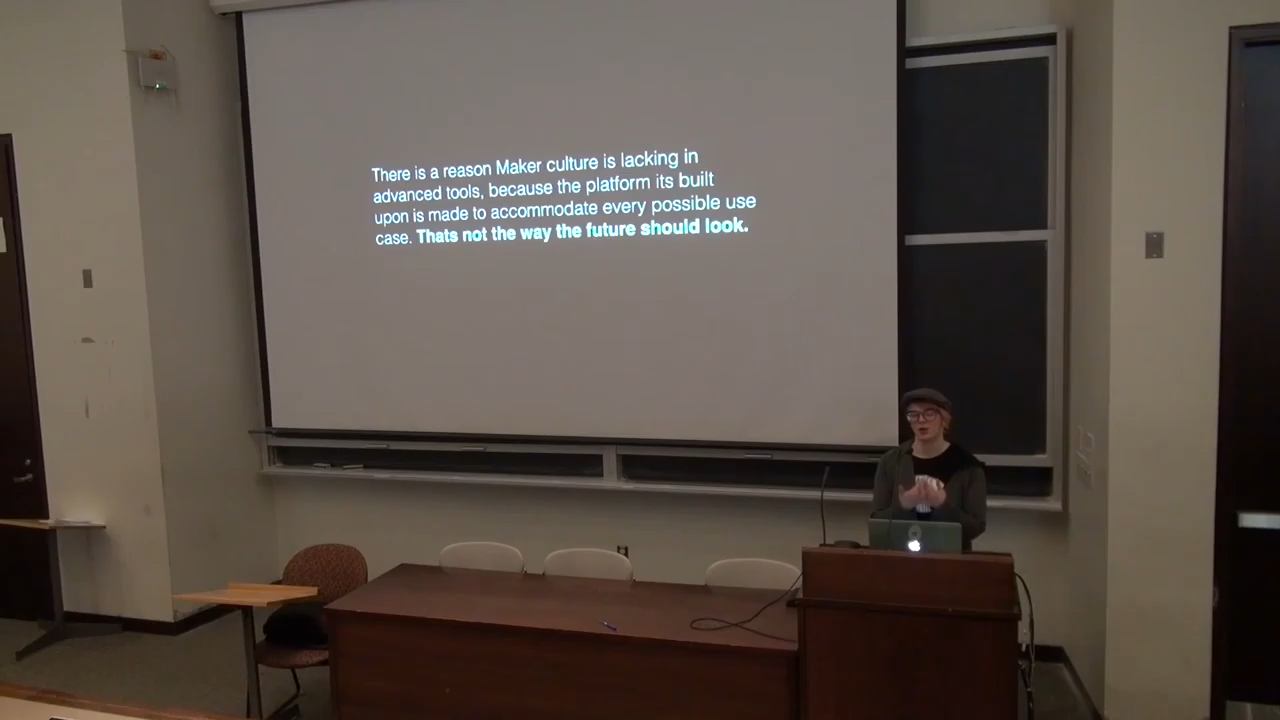 There is a reason Maker culture is lacking in
advanced tools, because the platform its built
upon is made to accommodate every possible use
case. Thats not the way the future should look.